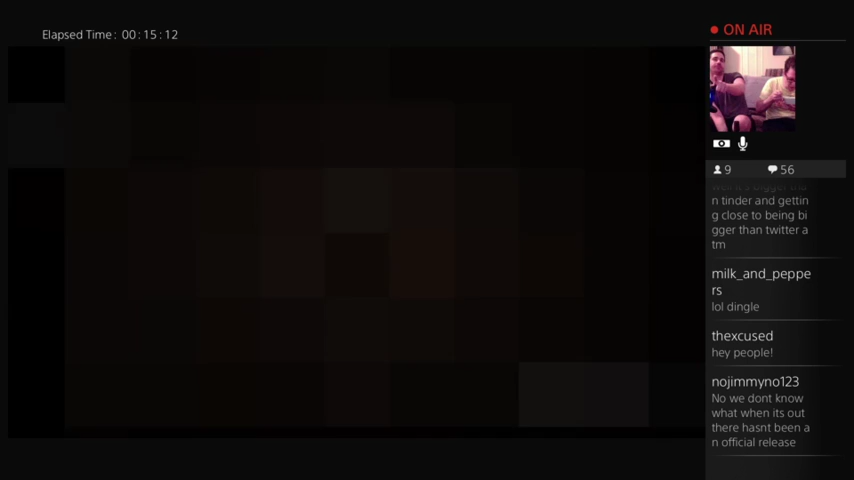 Elapsed Time: 00:15:12
ON AIR
9
56
n tinder and gettin
g close to being bi
gger than twitter a
tm
milk_and_peppe
rs
lol dingle
thexcused
hey people!
nojimmyno123
No we dont know
what when its out
there hasnt been a
n official release